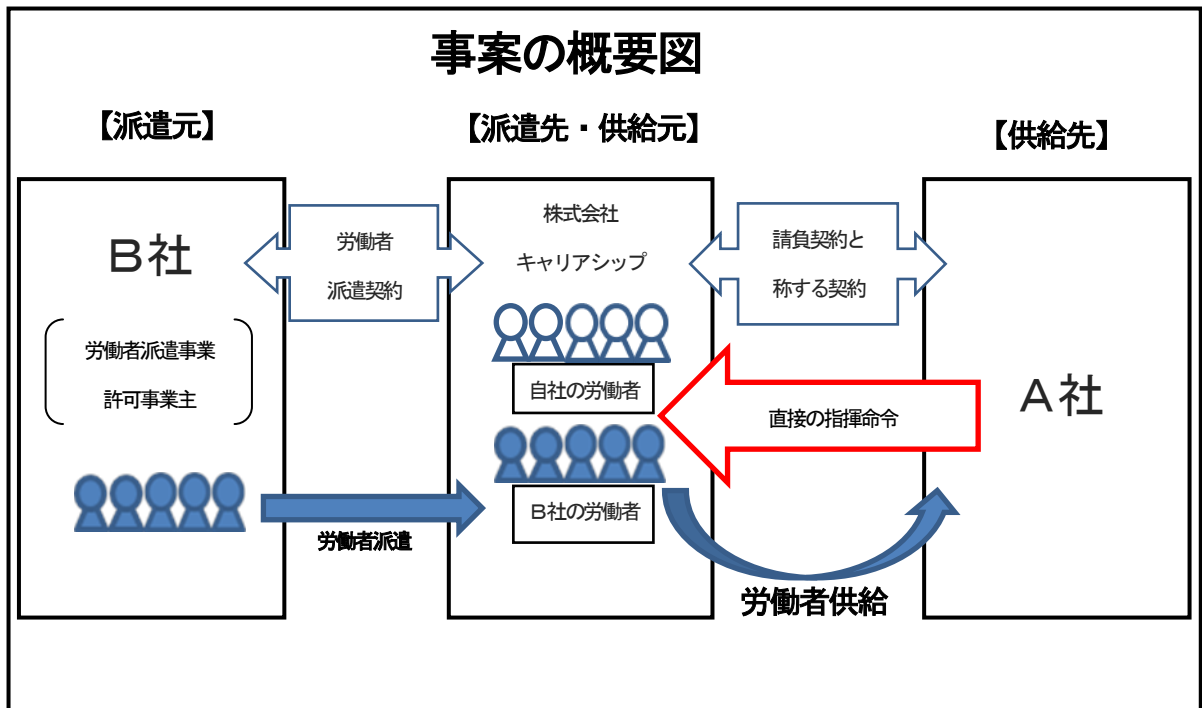 事案の概要図
【派遣元】
【派遣先・供給元】
【供給先】
B社
労働者派遣事業
許可事業主
労働者
派遣契約
株式会社
キャリアシップ
自社の労働者
B社の労働者
請負契約と
称する契約
直接の指揮命令
A社
労働者派遣
労働者供給